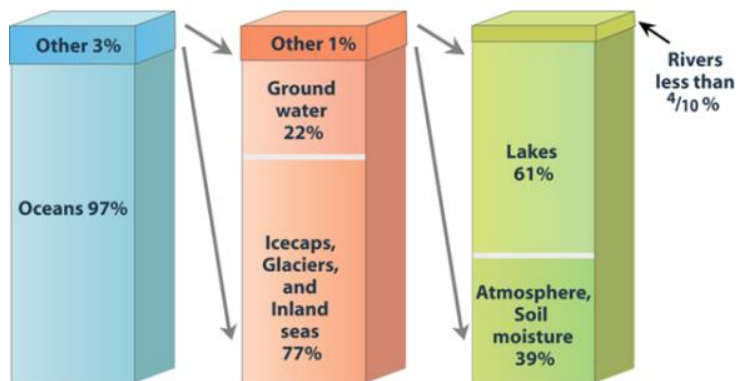 Other 3%
Oceans 97%
Other 1%
Ground
water
22%
Icecaps,
Glaciers,
and
Inland
seas
77%
Rivers
less than
4/10 %
Lakes
61%
Atmosphere,
Soil
moisture
39%